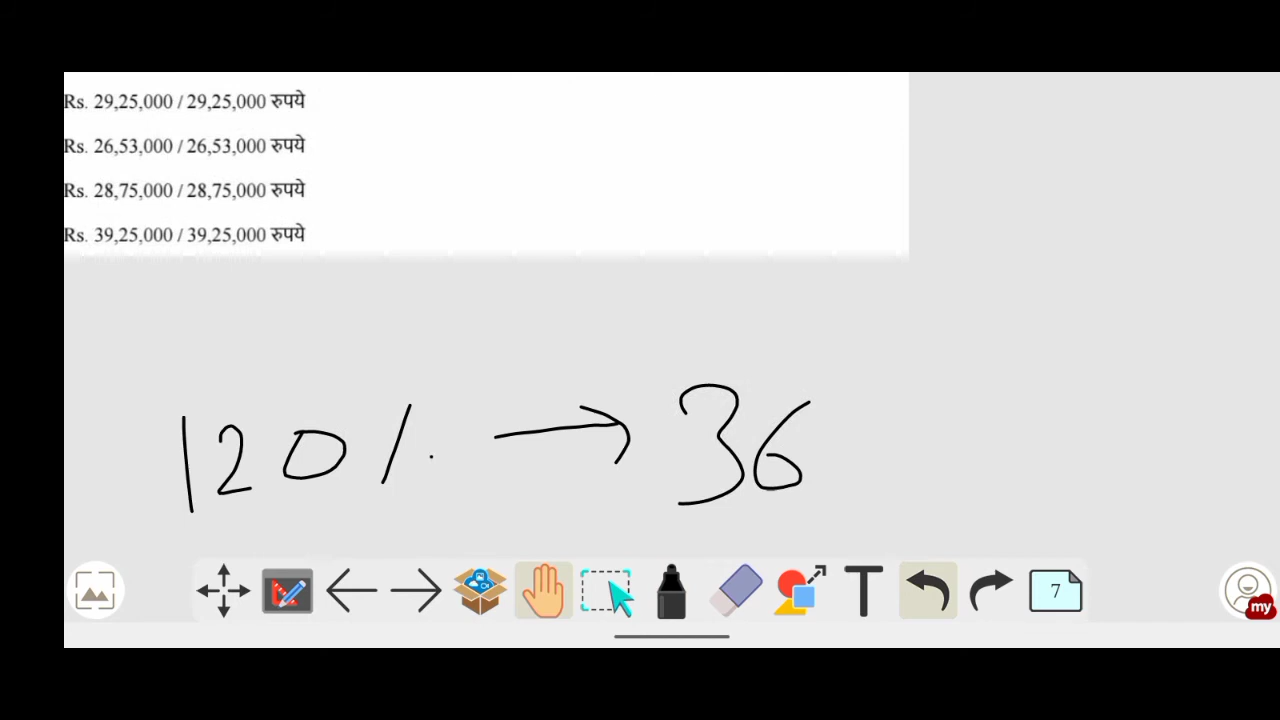 Rs. 29,25,000 / 29,25,000 रुपये
Rs. 26,53,000 / 26,53,000 रुपये
Rs. 28,75,000 / 28,75,000 रुपये
Rs. 39,25,000 / 39,25,000 रुपये
120 /. → 36
T
7
my